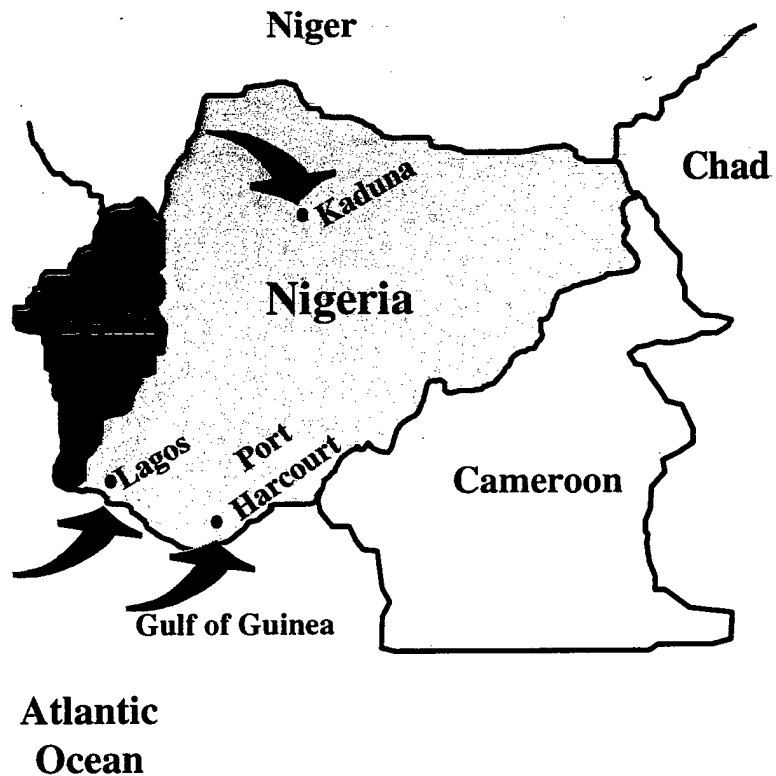 Niger
Chad
Kaduna
Nigeria
Lagos
Port
Harcourt
Cameroon
Gulf of Guinea
Atlantic
Ocean